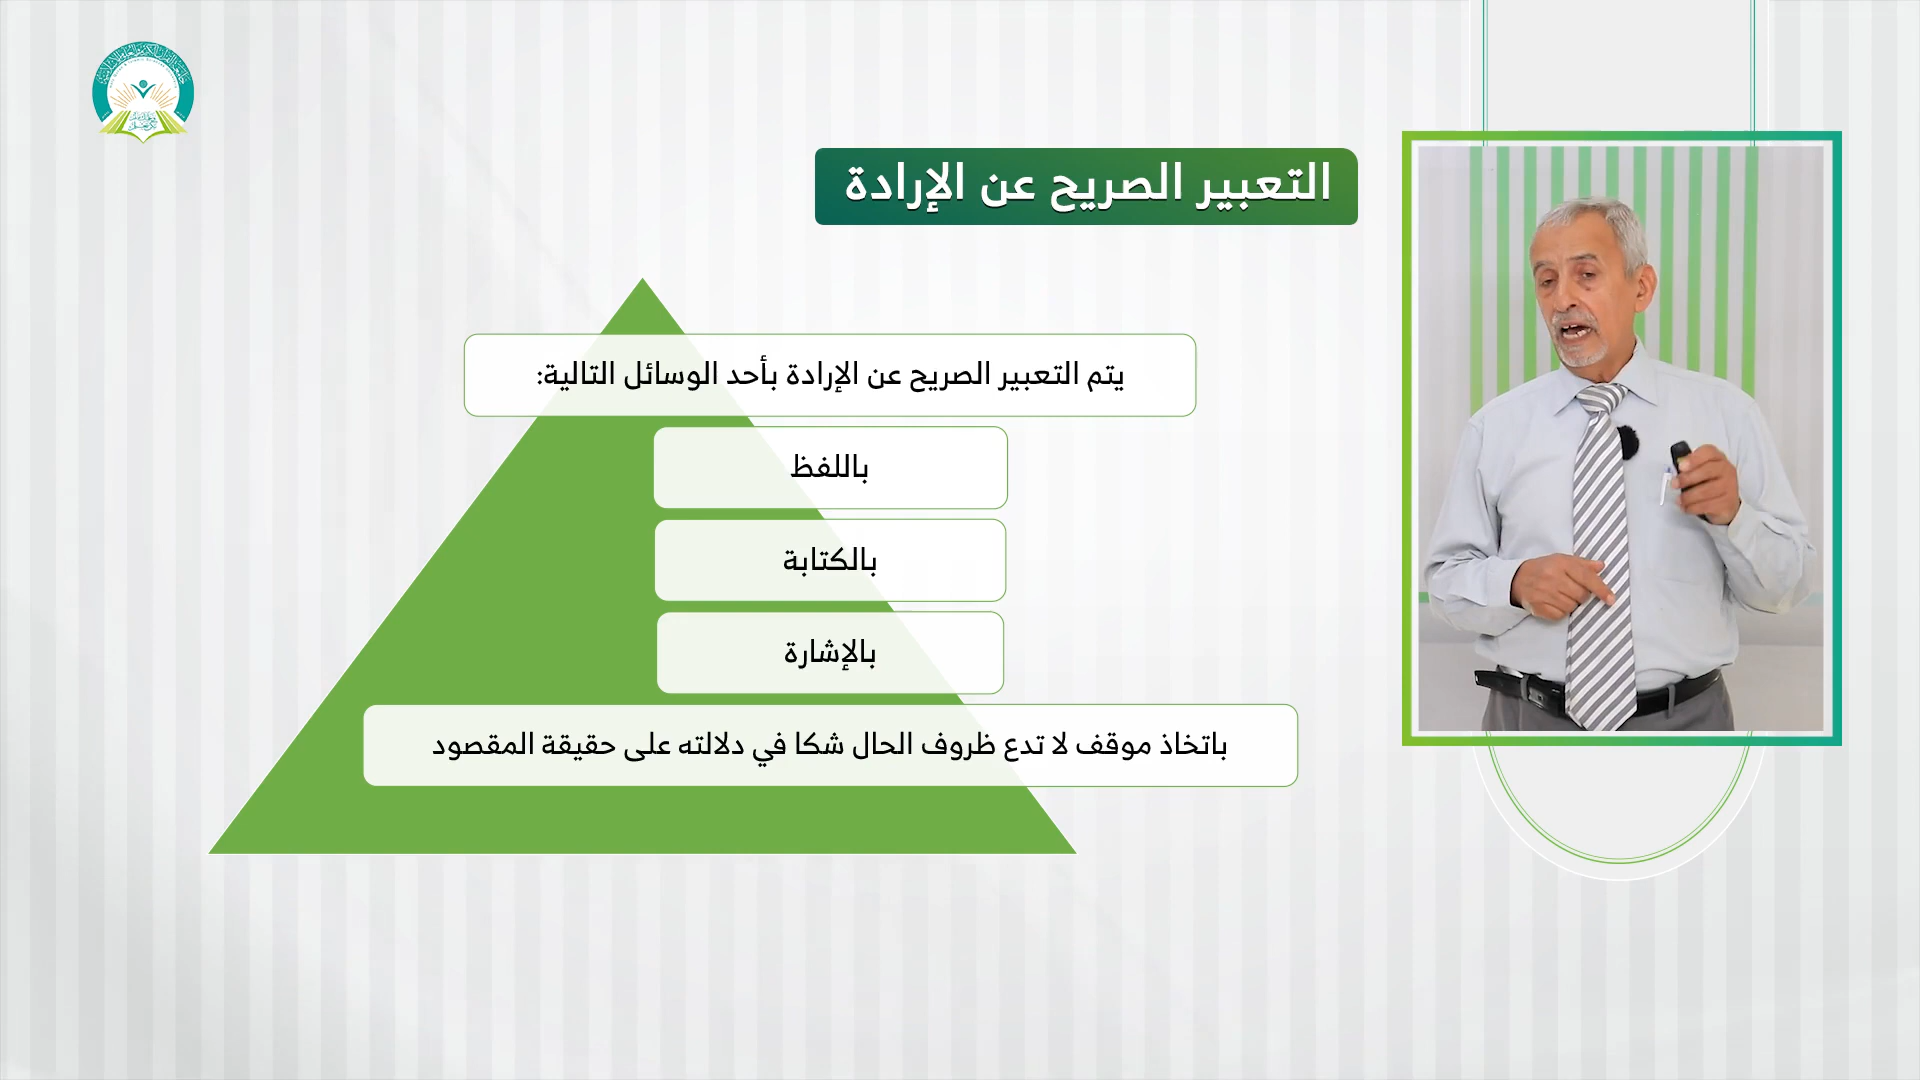 التعبير الصريح عن الإرادة
يتم التعبير الصريح عن الإرادة بأحد الوسائل التالية:
باللفظ
بالكتابة
بالإشارة
باتخاذ موقف لا تدع ظروف الحال شكا في دلالته على حقيقة المقصود